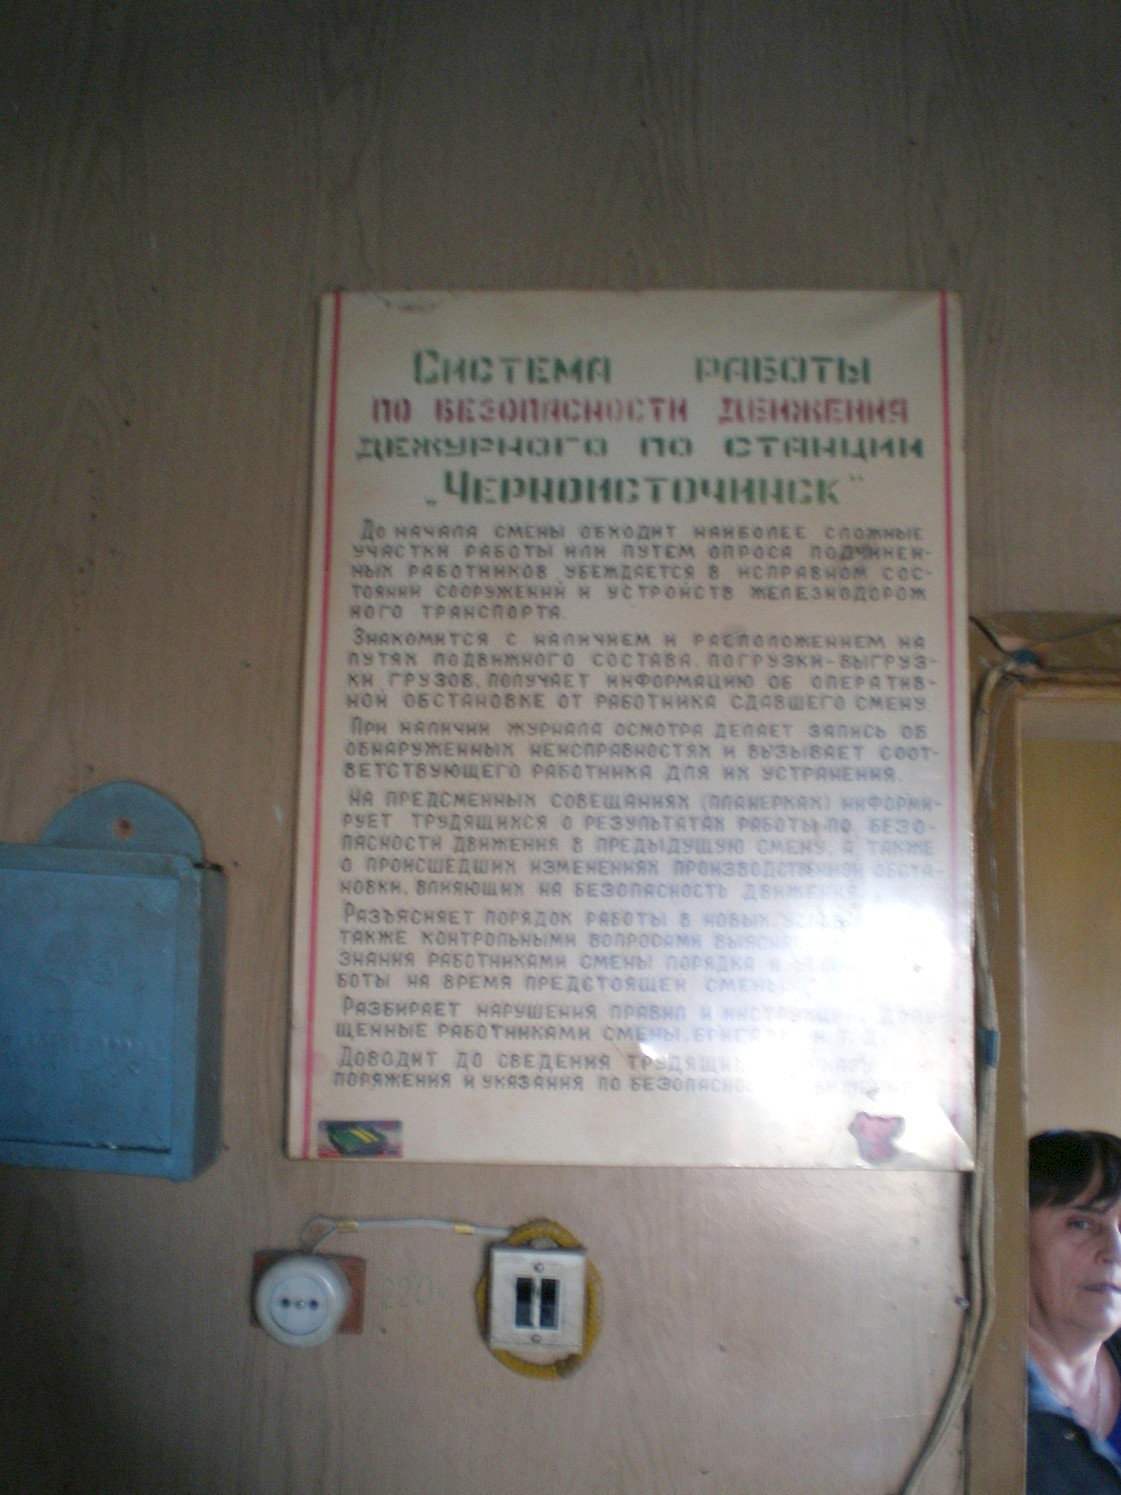 Система работы
по безопасности движения
дежурного по станции
„Черноисточинск"
До начала смены обходит наиболее сложные
участки работы или путем опроса подчинен-
ных работников, убеждается в исправном сос-
тоянии сооружений и устройств железнодорож
ного транспорта.
Знакомится с наличием и расположением на
путях подвижного состава, погрузки-выгруз-
ки грузов, получает информацию об оператив-
ной обстановке от работника сдавшего смену.
При наличии журнала осмотра делает запись об
обнаруженных неисправностях и вызывает соот-
ветствующего работника для их устранения.
На предсменных совещаниях (планерках) информи-
рует трудящихся о результатах работы по безо-
пасности движения в предыдущую смену, а также
о происшедших изменениях производственной обста-
новки, влияющих на безопасность движения
Разъясняет порядок работы в новых
также контрольными вопросами
знания работниками смены порядка и
боты на время предстоящей смены
Разбирает нарушения правил и инструкций, допу-
щенные работниками смены, бригады и т.д.
Доводит до сведения
поряжения и указания по
220в